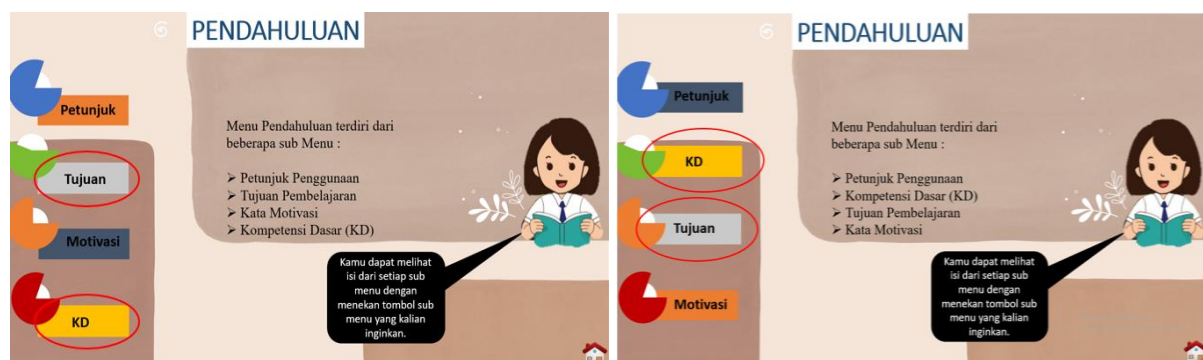 PENDAHULUAN
Petunjuk
Tujuan
Motivasi
KD
Menu Pendahuluan terdiri dari
beberapa sub Menu :
➢ Petunjuk Penggunaan
➢ Tujuan Pembelajaran
➢ Kata Motivasi
➢ Kompetensi Dasar (KD)
Kamu dapat melihat
isi dari setiap sub
menu dengan
menekan tombol sub
menu yang kalian
inginkan.
PENDAHULUAN
Petunjuk
KD
Tujuan
Motivasi
Menu Pendahuluan terdiri dari
beberapa sub Menu :
➢ Petunjuk Penggunaan
➢ Kompetensi Dasar (KD)
➢ Tujuan Pembelajaran
➢ Kata Motivasi
Kamu dapat melihat
isi dari setiap sub
menu dengan
menekan tombol sub
menu yang kalian
inginkan.